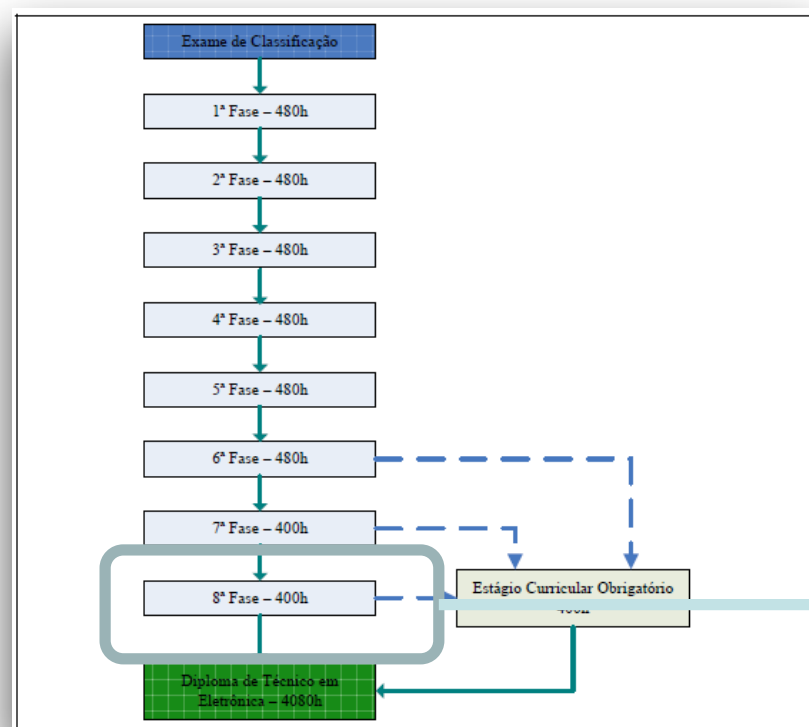 Exame de Classificação
1ª Fase – 480h
2ª Fase – 480h
3ª Fase – 480h
4ª Fase – 480h
5ª Fase – 480h
6ª Fase – 480h
7ª Fase – 400h
8ª Fase – 400h
Estágio Curricular Obrigatório
400h
Diploma de Técnico em
Eletrônica – 4080h